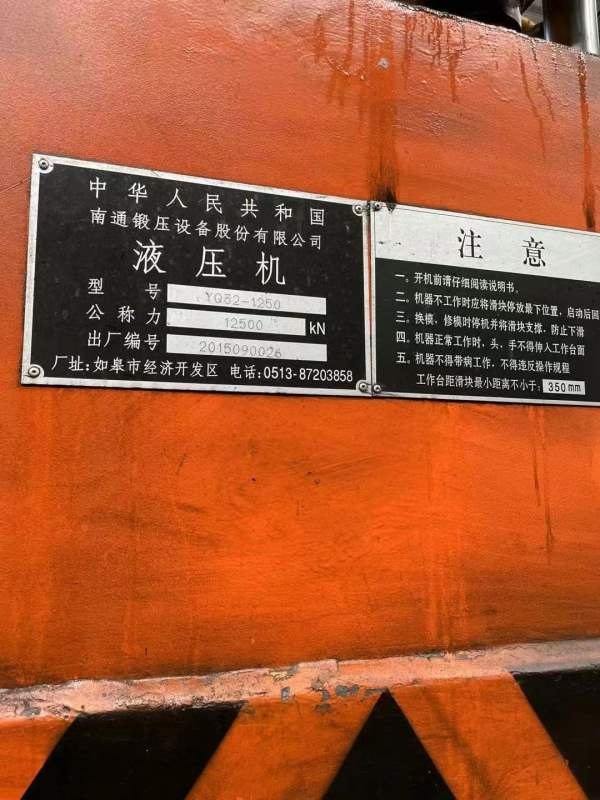 中华人民共和国
南通锻压设备股份有限公司
液压机
型号 YQ32-1250
公称力 12500 kN
出厂编号 2015090026
厂址:如皋市经济开发区 电话:0513-87203858
注意
一。开机前请仔细阅读说明书。
二。机器不工作时应将滑块停放最下位置，启动后回
三。换模、修模时停机并将滑块支撑，防止下滑
四。机器正常工作时、头、手不得伸入工作台面
五。机器不得带病工作、不得违反操作规程
工作台距滑块最小距离不小于: 350mm